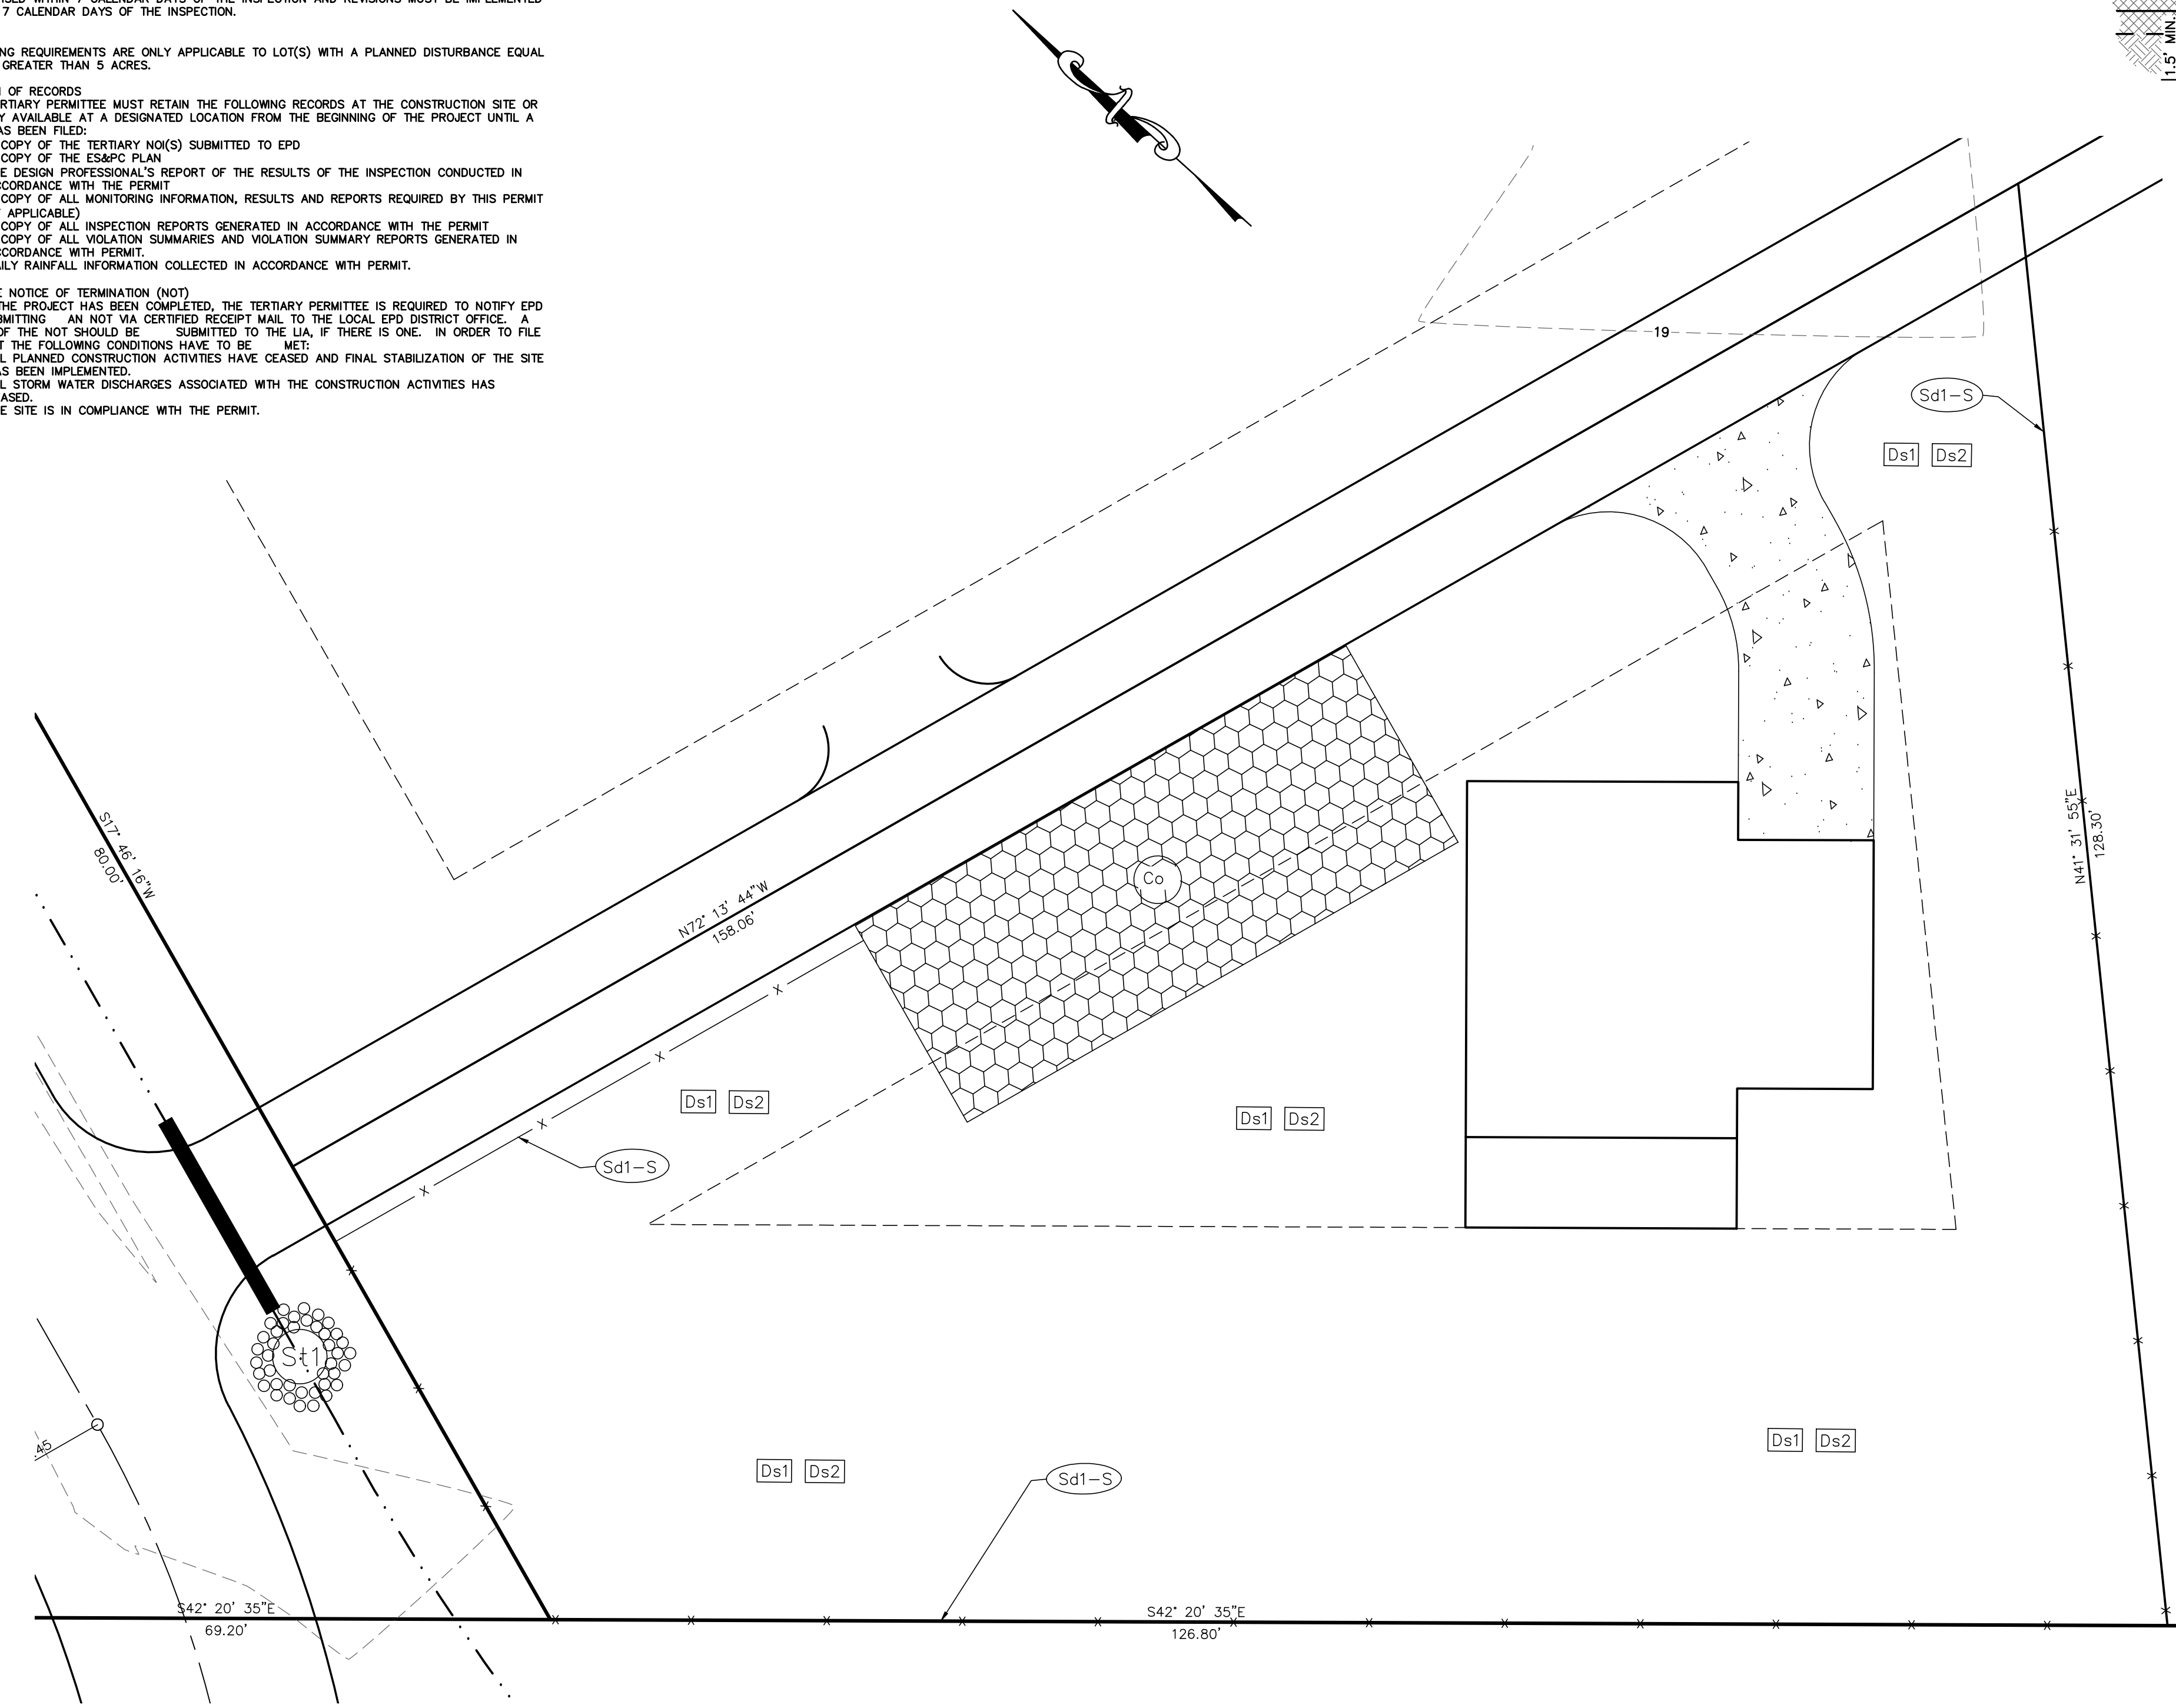 7 CALENDAR DAYS OF THE INSPECTION.
NG REQUIREMENTS ARE ONLY APPLICABLE TO LOT(S) WITH A PLANNED DISTURBANCE EQUAL
GREATER THAN 5 ACRES.
OF RECORDS
RTIARY PERMITTEE MUST RETAIN THE FOLLOWING RECORDS AT THE CONSTRUCTION SITE OR
Y AVAILABLE AT A DESIGNATED LOCATION FROM THE BEGINNING OF THE PROJECT UNTIL A
AS BEEN FILED:
COPY OF THE TERTIARY NOI(S) SUBMITTED TO EPD
COPY OF THE ES&PC PLAN
E DESIGN PROFESSIONAL'S REPORT OF THE RESULTS OF THE INSPECTION CONDUCTED IN
CCORDANCE WITH THE PERMIT
COPY OF ALL MONITORING INFORMATION, RESULTS AND REPORTS REQUIRED BY THIS PERMIT
APPLICABLE)
COPY OF ALL INSPECTION REPORTS GENERATED IN ACCORDANCE WITH THE PERMIT
COPY OF ALL VIOLATION SUMMARIES AND VIOLATION SUMMARY REPORTS GENERATED IN
CCORDANCE WITH PERMIT.
AILY RAINFALL INFORMATION COLLECTED IN ACCORDANCE WITH PERMIT.
E NOTICE OF TERMINATION (NOT)
THE PROJECT HAS BEEN COMPLETED, THE TERTIARY PERMITTEE IS REQUIRED TO NOTIFY EPD
BMITTING AN NOT VIA CERTIFIED RECEIPT MAIL TO THE LOCAL EPD DISTRICT OFFICE. A
OF THE NOT SHOULD BE SUBMITTED TO THE LIA, IF THERE IS ONE. IN ORDER TO FILE
T THE FOLLOWING CONDITIONS HAVE TO BE MET:
L PLANNED CONSTRUCTION ACTIVITIES HAVE CEASED AND FINAL STABILIZATION OF THE SITE
AS BEEN IMPLEMENTED.
L STORM WATER DISCHARGES ASSOCIATED WITH THE CONSTRUCTION ACTIVITIES HAS
EASED.
E SITE IS IN COMPLIANCE WITH THE PERMIT.
1.5' MIN.
19
Sd1-S
Ds1 Ds2
S17° 46' 16"W
80.00'
N41° 31' 55"E
128.30'
Co
N72° 13' 44"W
158.06'
Ds1 Ds2
Ds1 Ds2
Sd1-S
St1
.45
Ds1 Ds2
Ds1 Ds2
Sd1-S
S42° 20' 35"E
69.20'
S42° 20' 35"E
126.80'